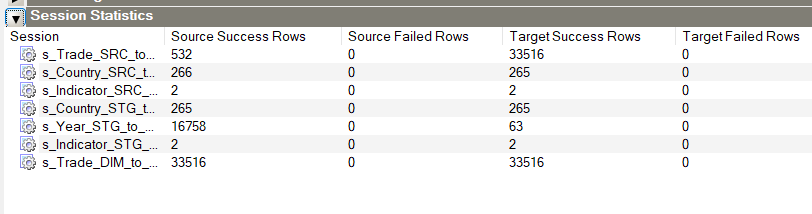 Session Statistics
Session Source Success Rows Source Failed Rows Target Success Rows Target Failed Rows
s_Trade_SRC_to... 532 0 33516 0
s_Country_SRC_t... 266 0 265 0
s_Indicator_SRC_... 2 0 2 0
s_Country_STG_t... 265 0 265 0
s_Year_STG_to_... 16758 0 63 0
s_Indicator_STG_... 2 0 2 0
s_Trade_DIM_to_... 33516 0 33516 0